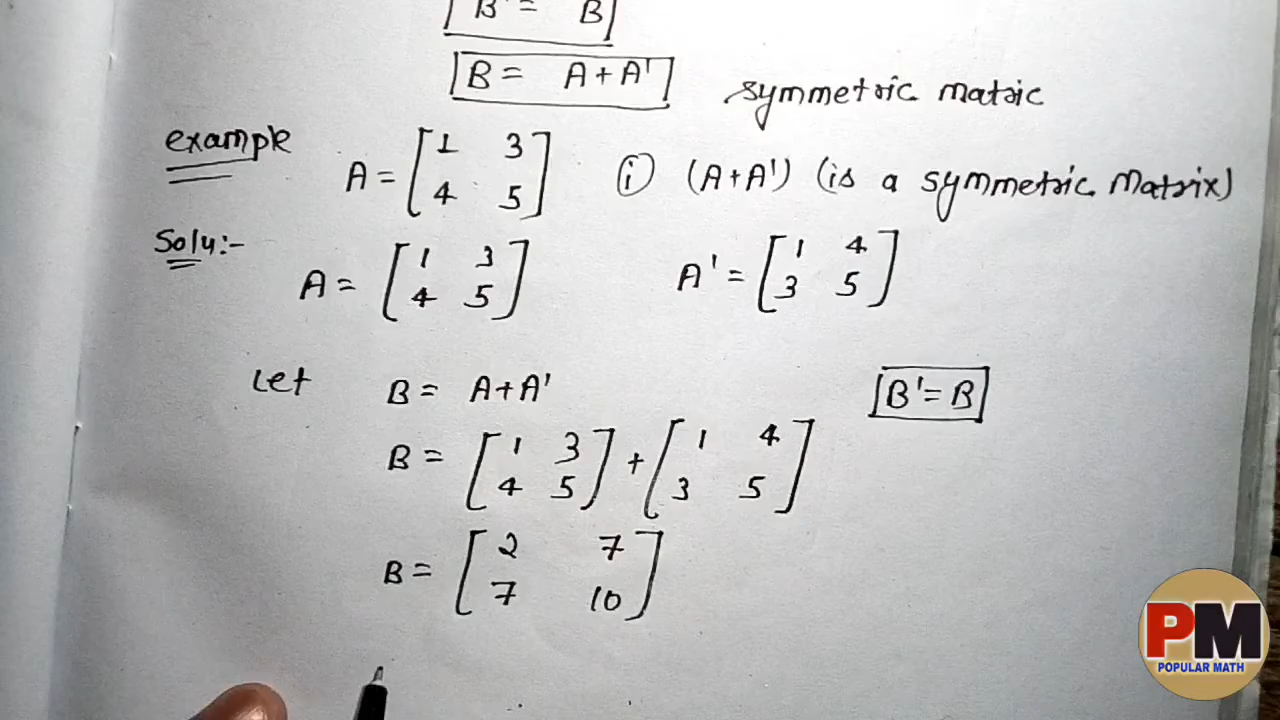 B' = B
B = A+A' symmetric matric
example A = [1 3 4 5] i (A+A') (is a symmetric Matrix)
Solu:- A = [1 3 4 5] A' = [1 4 3 5]
Let B = A+A' B'=B
B = [1 3 4 5] + [1 4 3 5]
B = [2 7 7 10]
PM
POPULAR MATH